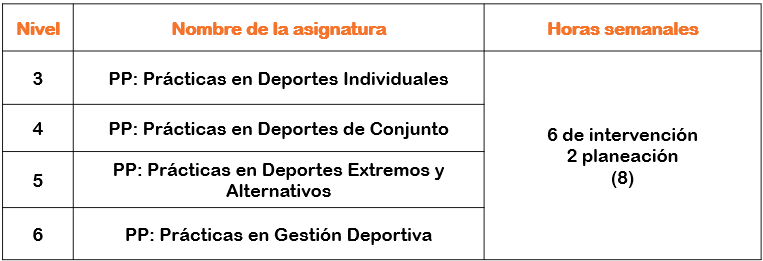 Nivel
Nombre de la asignatura
Horas semanales
3
PP: Prácticas en Deportes Individuales
4
PP: Prácticas en Deportes de Conjunto
5
PP: Prácticas en Deportes Extremos y
Alternativos
6
PP: Prácticas en Gestión Deportiva
6 de intervención
2 planeación
(8)